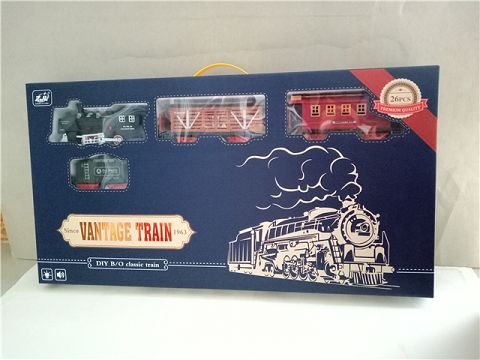 26PCS
PREMIUM QUALITY
Since VANTAGE TRAIN 1963
DIY B/O classic train